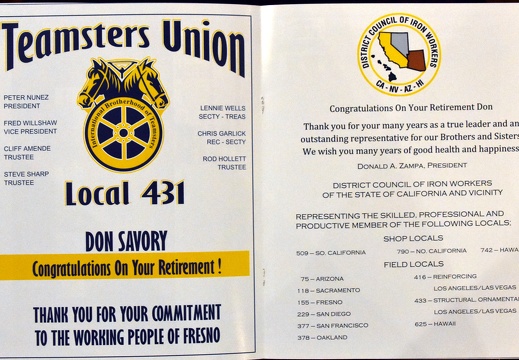 Teamsters Union
PETER NUNEZ
PRESIDENT
FRED WILLSHAW
VICE PRESIDENT
CLIFF AMENDE
TRUSTEE
STEVE SHARP
TRUSTEE
International Brotherhood of Teamsters
LENNIE WELLS
SECTY - TREAS
CHRIS GARLICK
REC - SECTY
ROD HOLLETT
TRUSTEE
Local 431
DON SAVORY
Congratulations On Your Retirement !
THANK YOU FOR YOUR COMMITMENT
TO THE WORKING PEOPLE OF FRESNO
DISTRICT COUNCIL OF IRON WORKERS
CA - NV - AZ - HI
Congratulations On Your Retirement Don
Thank you for your many years as a true leader and an
outstanding representative for our Brothers and Sisters
We wish you many years of good health and happiness
DONALD A. ZAMPA, PRESIDENT
DISTRICT COUNCIL OF IRON WORKERS
OF THE STATE OF CALIFORNIA AND VICINITY
REPRESENTING THE SKILLED, PROFESSIONAL AND
PRODUCTIVE MEMBER OF THE FOLLOWING LOCALS:
SHOP LOCALS
509 – SO. CALIFORNIA 790 – NO. CALIFORNIA 742 – HAWA
FIELD LOCALS
75 – ARIZONA
118 – SACRAMENTO
155 – FRESNO
229 – SAN DIEGO
377 – SAN FRANCISCO
378 – OAKLAND
416 – REINFORCING
LOS ANGELES/LAS VEGAS
433 – STRUCTURAL, ORNAMENTAL
LOS ANGELES/LAS VEGAS
625 – HAWAII